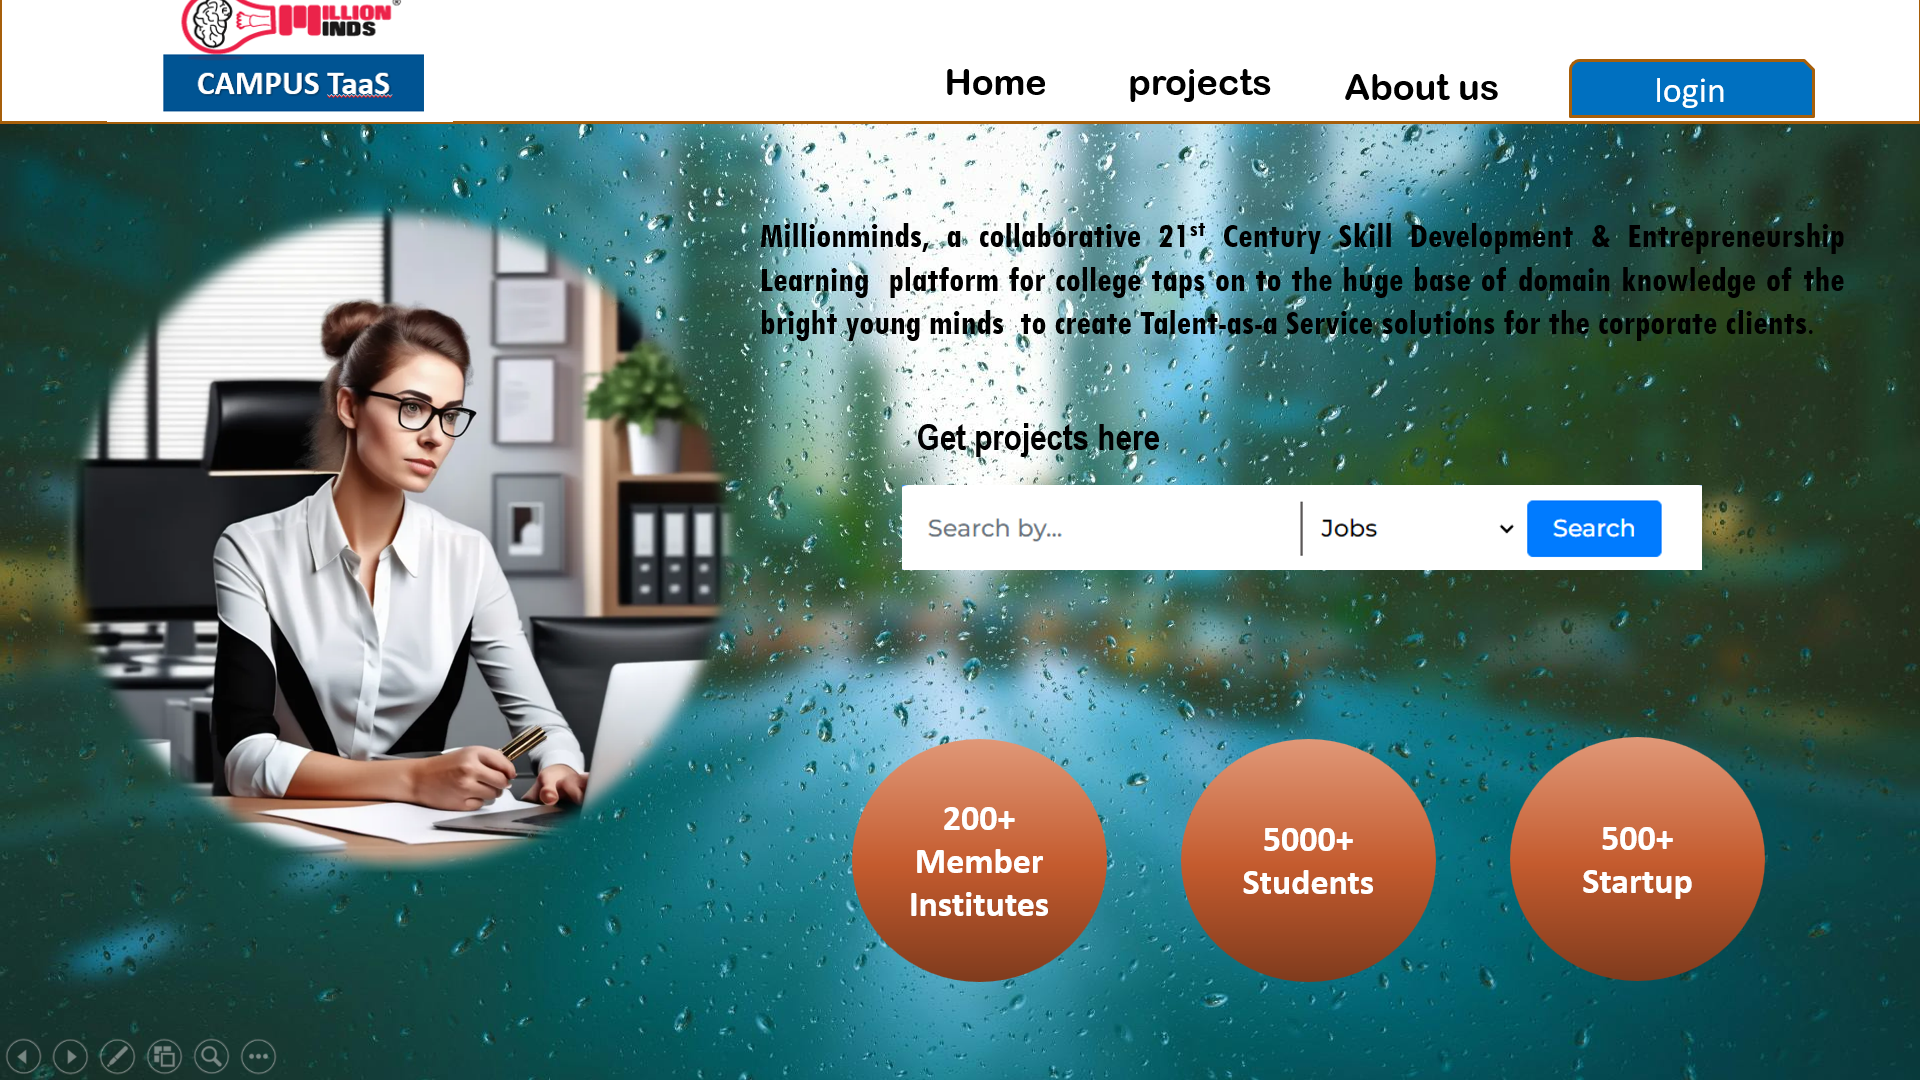 MILLION
MINDS®
CAMPUS TaaS
Home
projects
About us
login
Millionminds, a collaborative 21st Century Skill Development & Entrepreneurship
Learning platform for college taps on to the huge base of domain knowledge of the
bright young minds to create Talent-as-a Service solutions for the corporate clients.
Get projects here
Search by...
Jobs
Search
200+
Member
Institutes
5000+
Students
500+
Startup